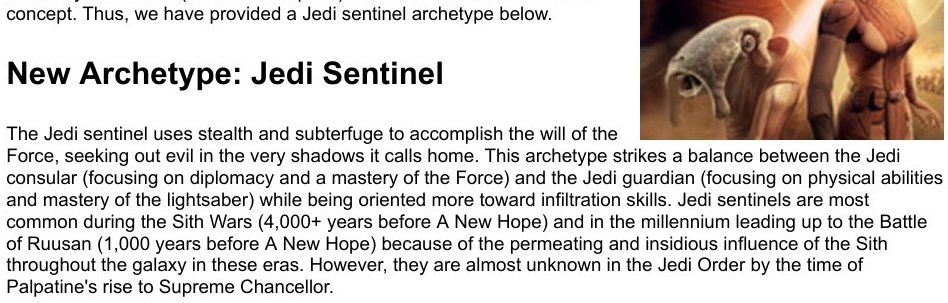 concept. Thus, we have provided a Jedi sentinel archetype below.
New Archetype: Jedi Sentinel
The Jedi sentinel uses stealth and subterfuge to accomplish the will of the
Force, seeking out evil in the very shadows it calls home. This archetype strikes a balance between the Jedi
consular (focusing on diplomacy and a mastery of the Force) and the Jedi guardian (focusing on physical abilities
and mastery of the lightsaber) while being oriented more toward infiltration skills. Jedi sentinels are most
common during the Sith Wars (4,000+ years before A New Hope) and in the millennium leading up to the Battle
of Ruusan (1,000 years before A New Hope) because of the permeating and insidious influence of the Sith
throughout the galaxy in these eras. However, they are almost unknown in the Jedi Order by the time of
Palpatine's rise to Supreme Chancellor.